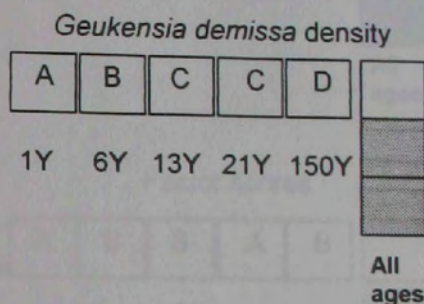 Geukensia demissa density
A B C C D
1Y 6Y 13Y 21Y 150Y
All
ages